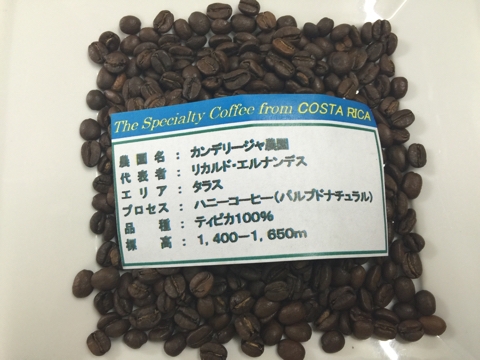 The Specialty Coffee from COSTA RICA
農園名 : カンデリージャ農園
代表者 : リカルド・エルナンデス
エリア : タラス
プロセス : ハニーコーヒー(パルプドナチュラル)
品種 : ティピカ100%
標高 : 1,400ー1,650m